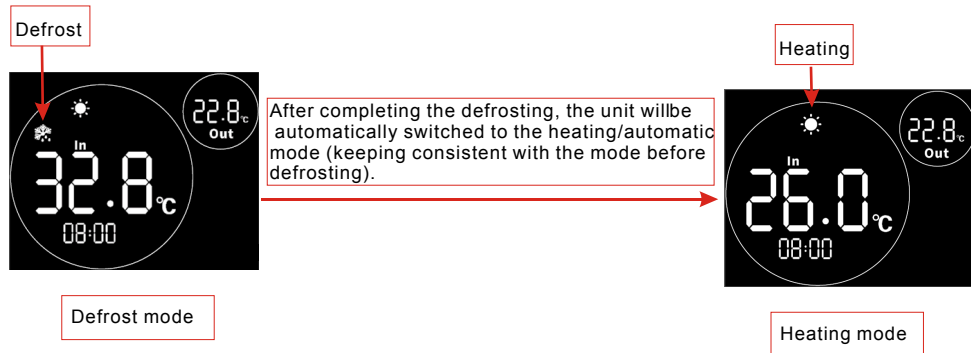 Defrost
22.8℃
Out
In
32.8℃
08:00
Defrost mode
After completing the defrosting, the unit willbe
automatically switched to the heating/automatic
mode (keeping consistent with the mode before
defrosting).
Heating
22.8℃
Out
In
26.0℃
08:00
Heating mode